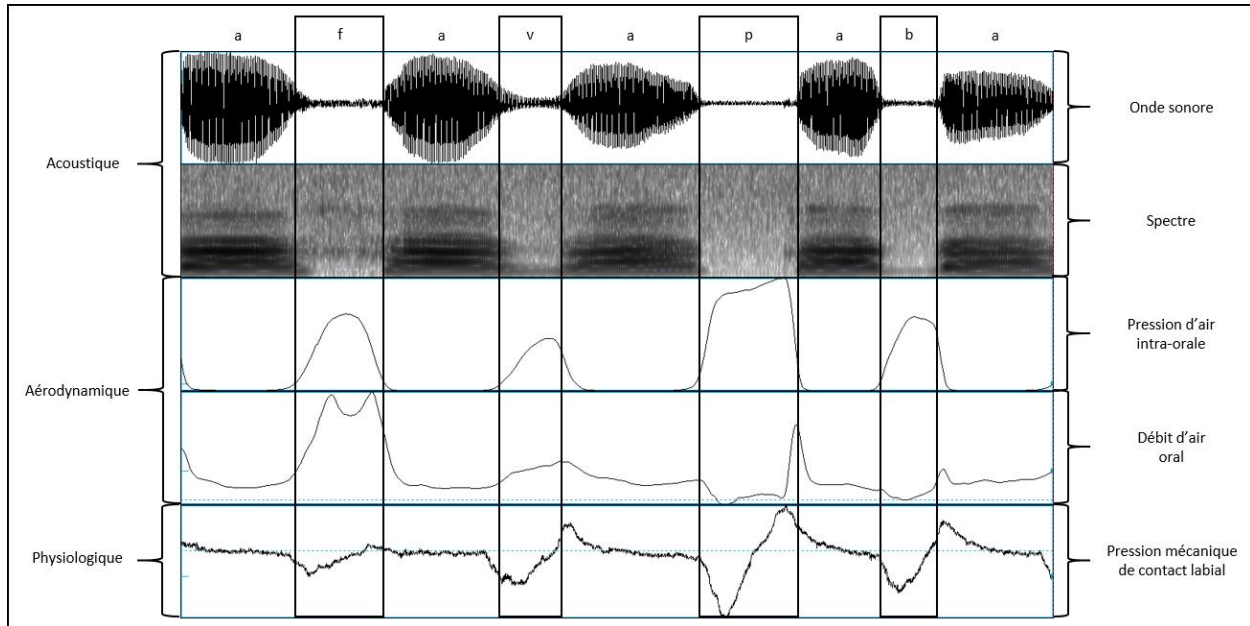 a f a v a p a b a
Onde sonore
Acoustique
Spectre
Pression d'air
intra-orale
Aérodynamique
Débit d'air
oral
Physiologique
Pression mécanique
de contact labial